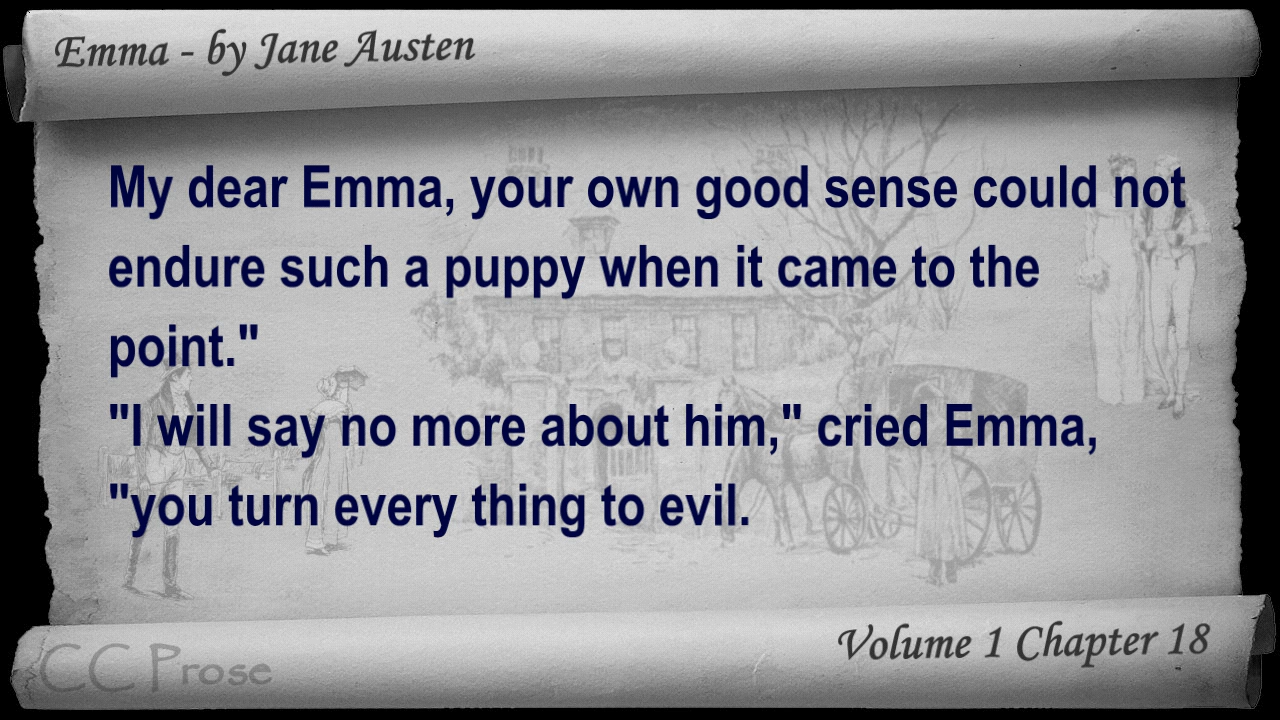 Emma - by Jane Austen
My dear Emma, your own good sense could not
endure such a puppy when it came to the
point."
"I will say no more about him," cried Emma,
"you turn every thing to evil.
Volume 1 Chapter 18
CC Prose